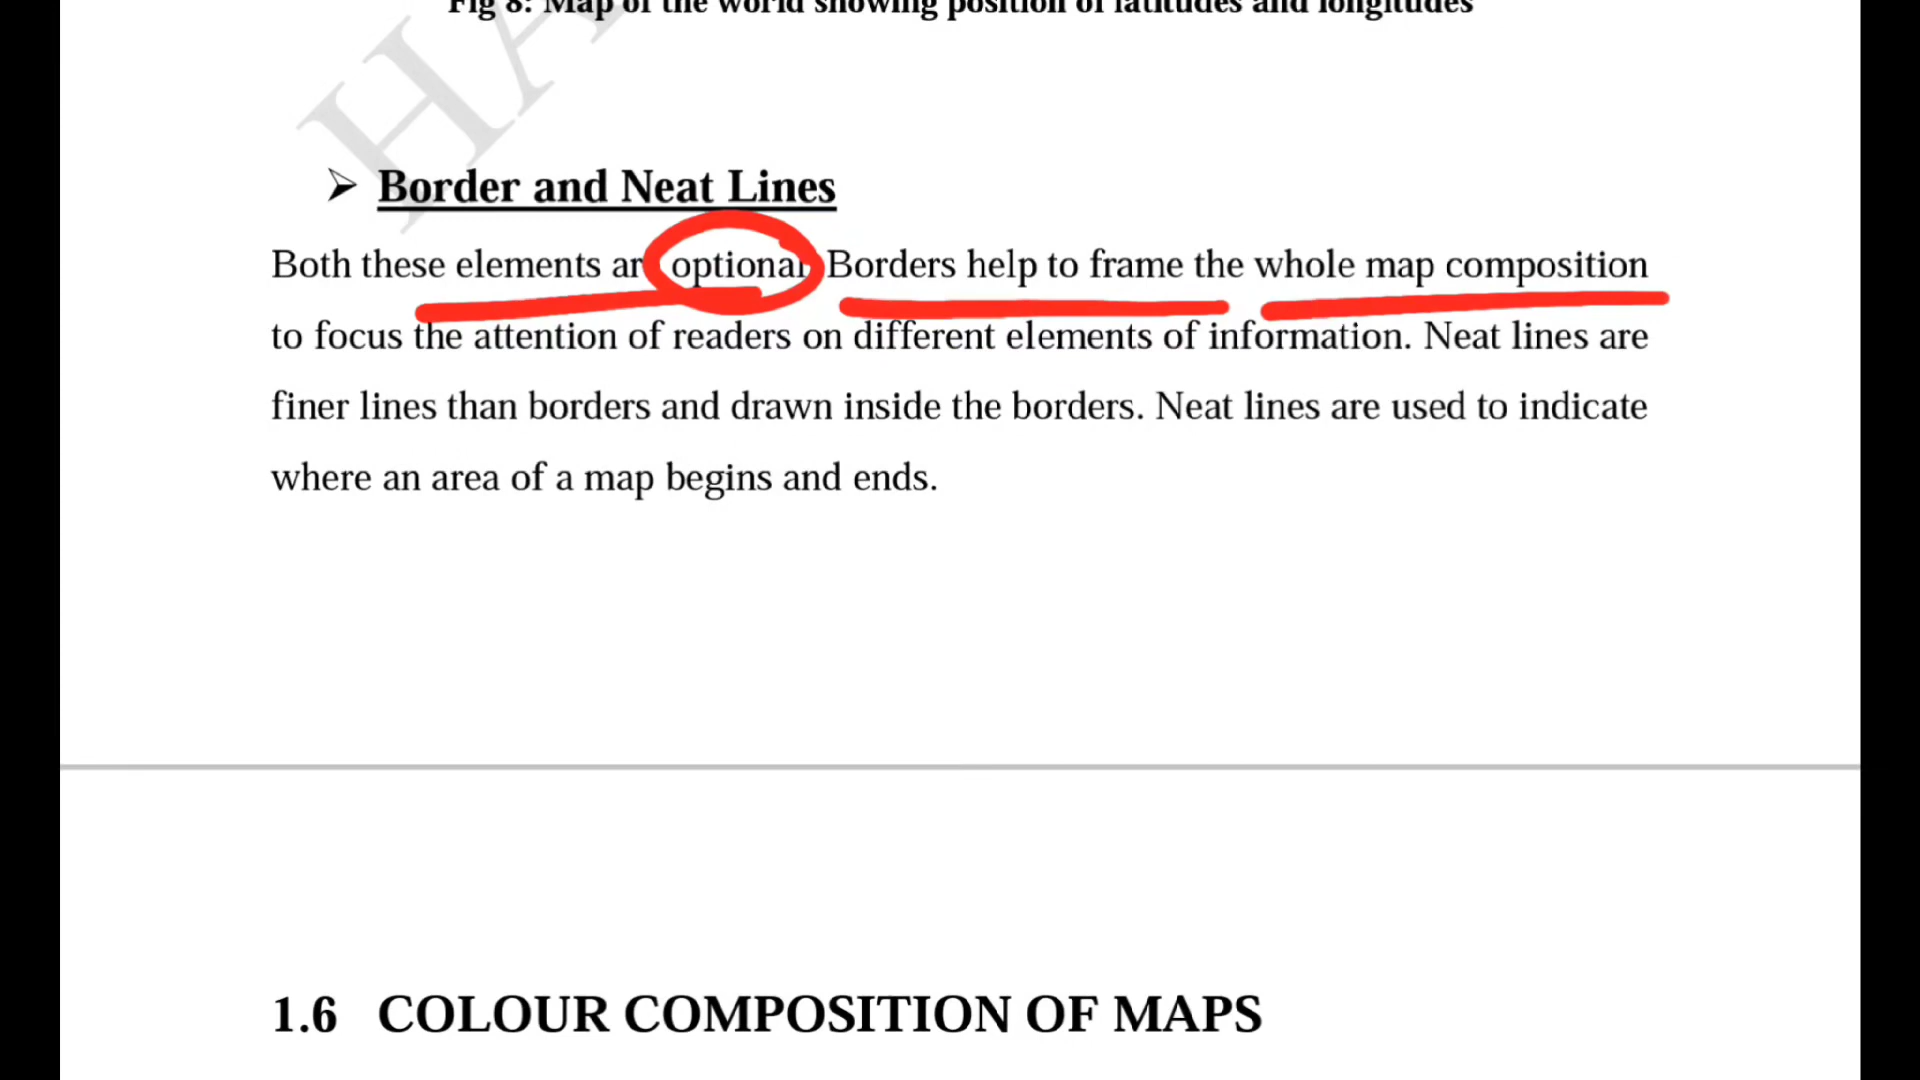 Fig 8: Map of the world showing position of latitudes and longitudes
➢ Border and Neat Lines
Both these elements ar optional Borders help to frame the whole map composition
to focus the attention of readers on different elements of information. Neat lines are
finer lines than borders and drawn inside the borders. Neat lines are used to indicate
where an area of a map begins and ends.
1.6 COLOUR COMPOSITION OF MAPS